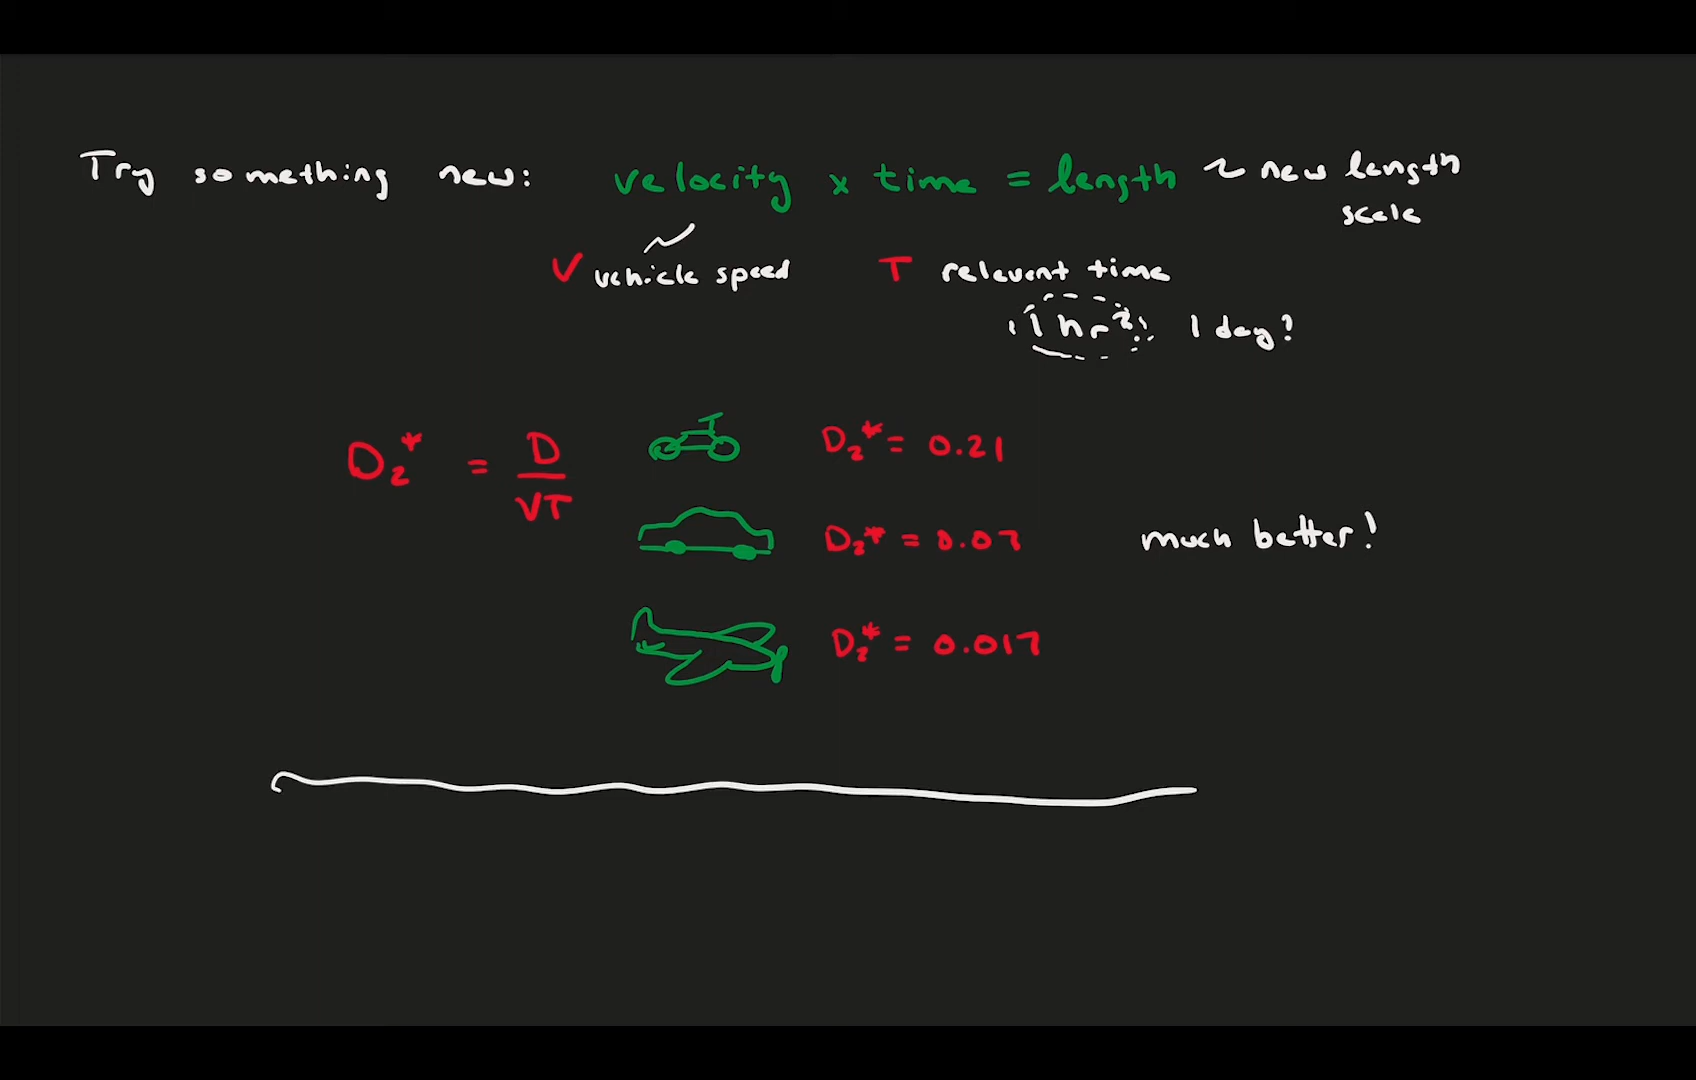 Try something new: velocity x time = length ~ new length
scale
V vehicle speed T relevant time
1 hr? 1 day?
D₂* = D/VT
D₂* = 0.21
D₂* = 0.07
much better!
D₂* = 0.017